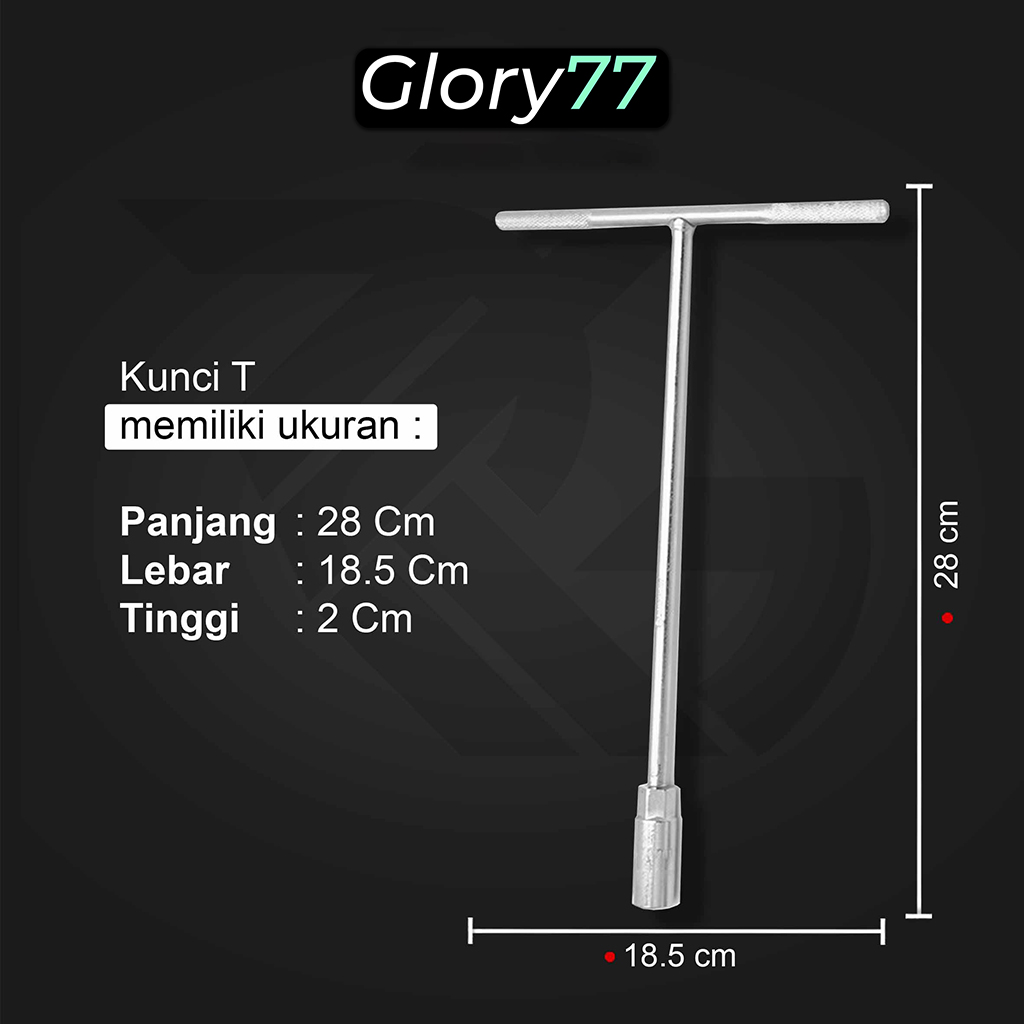 Glory77
Kunci T
memiliki ukuran :
Panjang : 28 Cm
Lebar : 18.5 Cm
Tinggi : 2 Cm
28 cm
18.5 cm